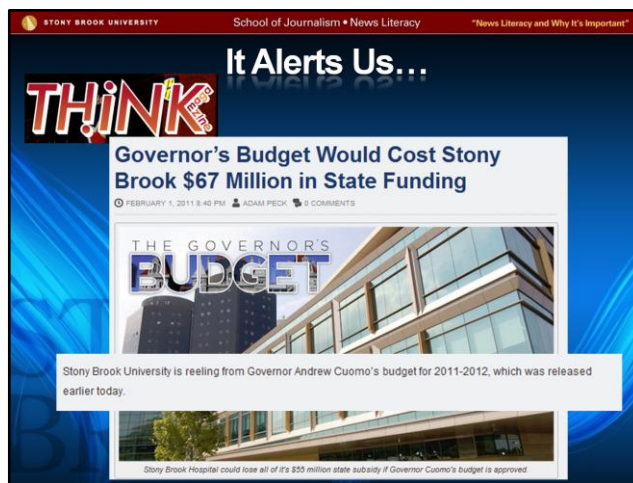 STONY BROOK UNIVERSITY
School of Journalism • News Literacy
"News Literacy and Why It's Important"
It Alerts Us...
THiNK
magazine
Governor's Budget Would Cost Stony
Brook $67 Million in State Funding
FEBRUARY 1, 2011 8:40 PM ADAM PECK 0 COMMENTS
THE GOVERNOR'S
BUDGET
Stony Brook University is reeling from Governor Andrew Cuomo's budget for 2011-2012, which was released
earlier today.
Stony Brook Hospital could lose all of it's $55 million state subsidy if Governor Cuomo's budget is approved.
ST
BR